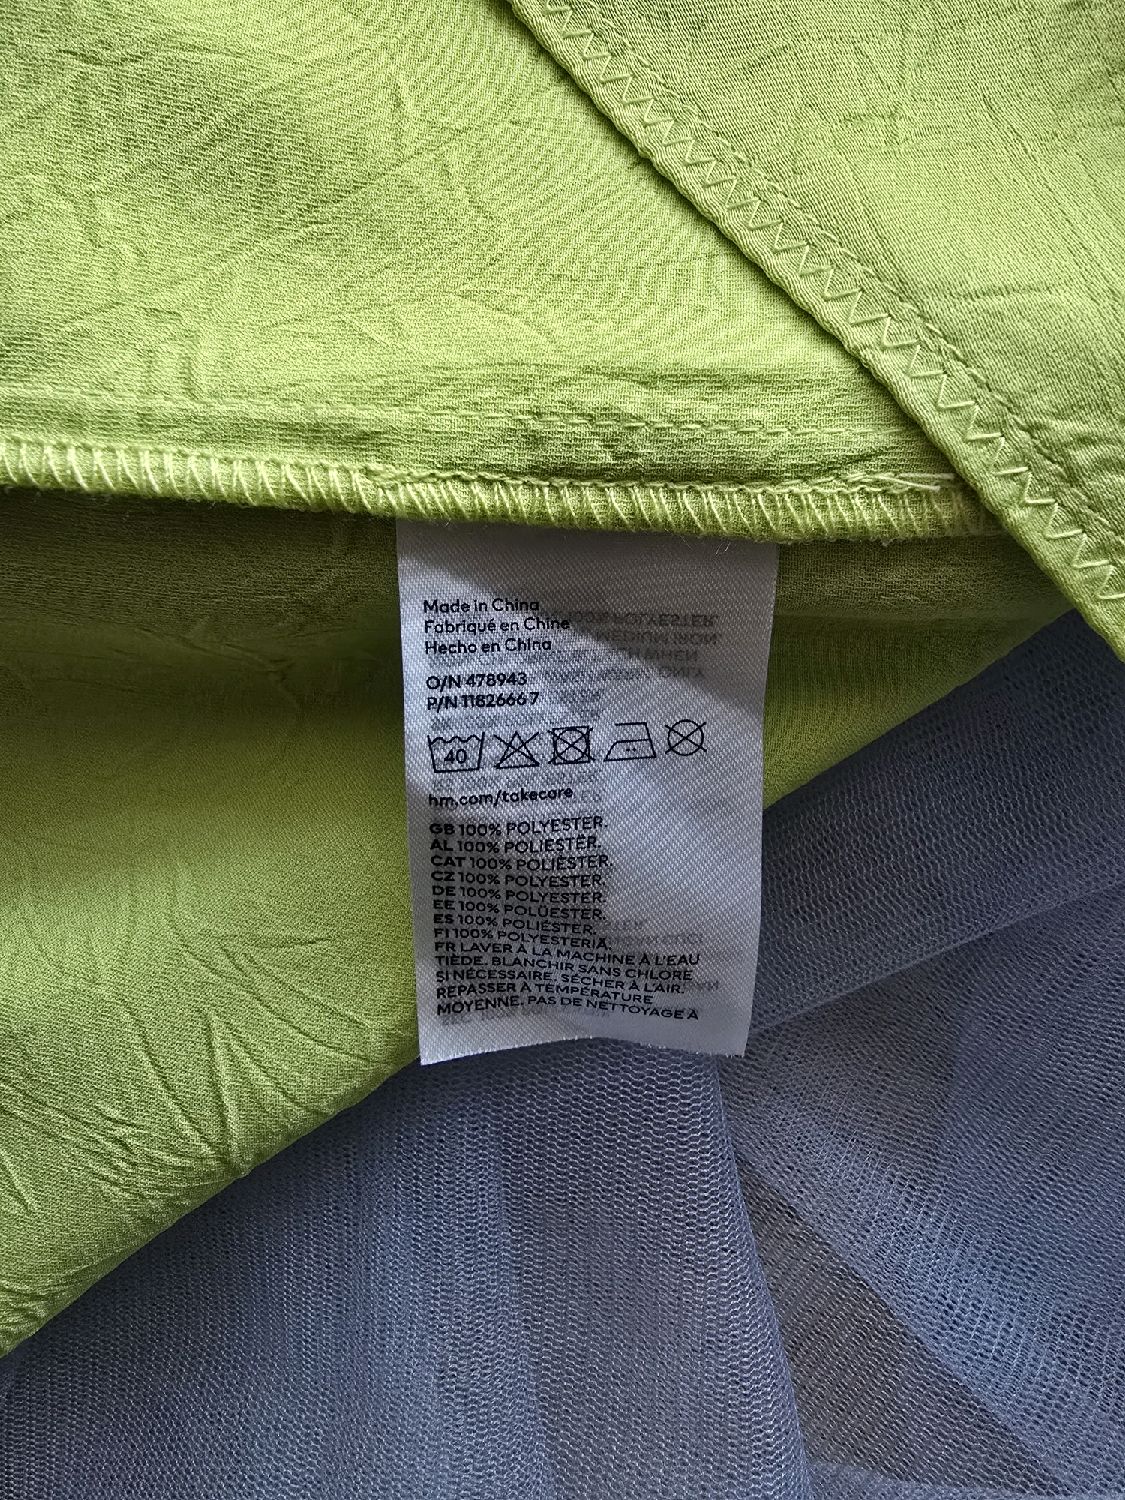 Made in China
Fabriqué en Chine
Hecho en China
O/N 478943
P/N 11826667
40
hm.com/takecare
GB 100% POLYESTER.
AL 100% POLIESTËR.
CAT 100% POLIÈSTER.
CZ 100% POLYESTER.
DE 100% POLYESTER.
EE 100% POLÜESTER.
ES 100% POLIÉSTER.
FI 100% POLYESTERIÄ.
FR LAVER À LA MACHINE À L'EAU
TIÈDE. BLANCHIR SANS CHLORE
SI NÉCESSAIRE. SÉCHER À L'AIR.
REPASSER À TEMPÉRATURE
MOYENNE. PAS DE NETTOYAGE À